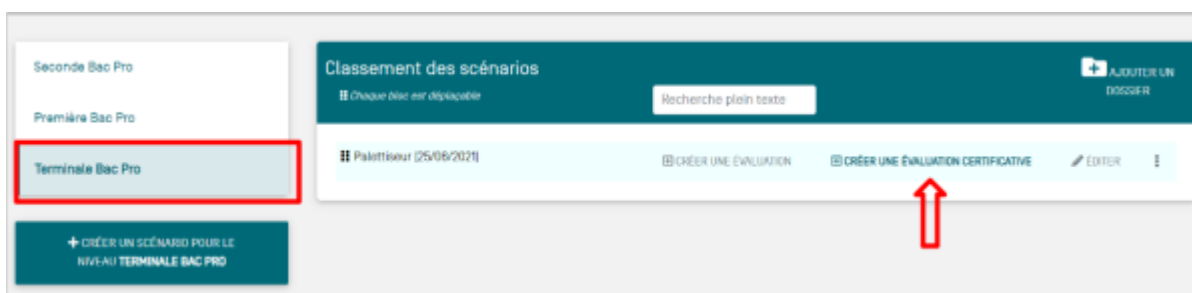 Seconde Bac Pro
Première Bac Pro
Terminale Bac Pro
+ CRÉER UN SCÉNARIO POUR LE
NIVEAU TERMINALE BAC PRO
Classement des scénarios
Chaque bloc est déplaçable
Recherche plein texte
AJOUTER UN
DOSSIER
Palettiseur (25/06/2021)
CRÉER UNE ÉVALUATION
CRÉER UNE ÉVALUATION CERTIFICATIVE
ÉDITER